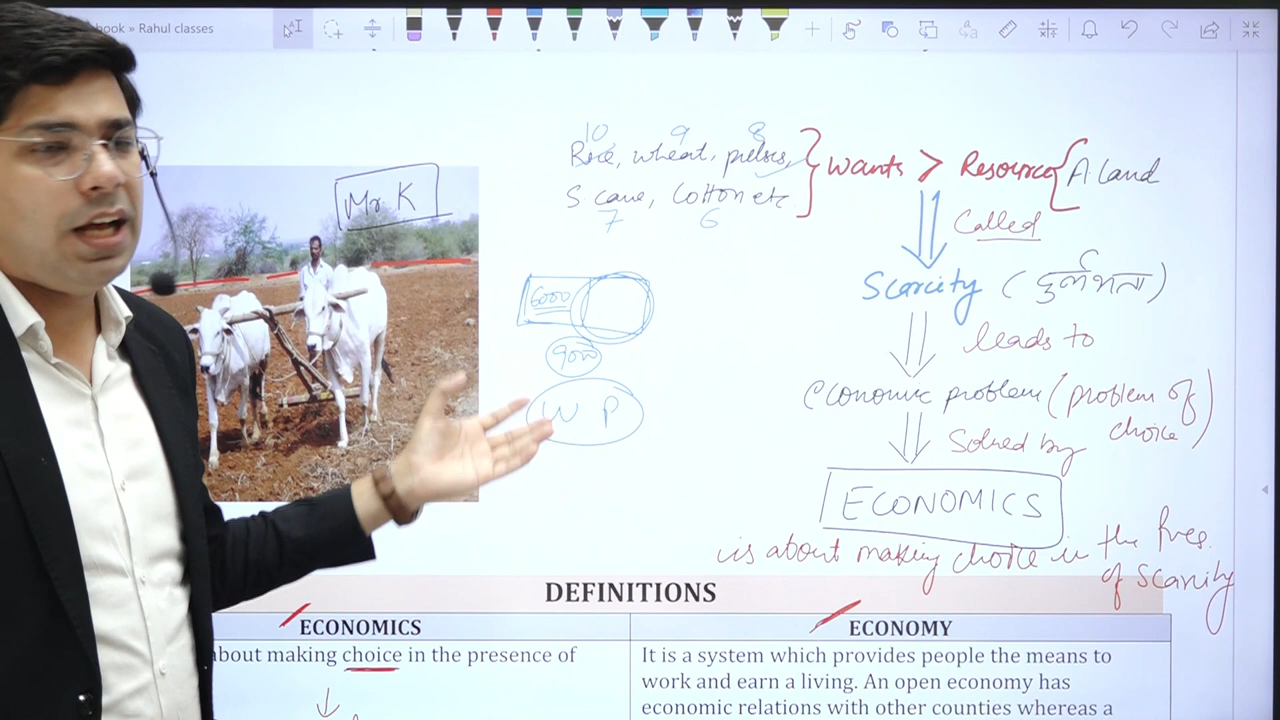 book » Rahul classes
Mr K
10 9 8
Rice, wheat, pulses,
S cane, Cotton etc
7 6
Wants > Resource
A. Land
Called
Scarcity (दुर्लभता)
leads to
economic problem (problem of choice)
Solved by
ECONOMICS
is about making choice in the Pres.
of Scarcity
6000
W P
DEFINITIONS
ECONOMICS
about making choice in the presence of
ECONOMY
It is a system which provides people the means to
work and earn a living. An open economy has
economic relations with other counties whereas a